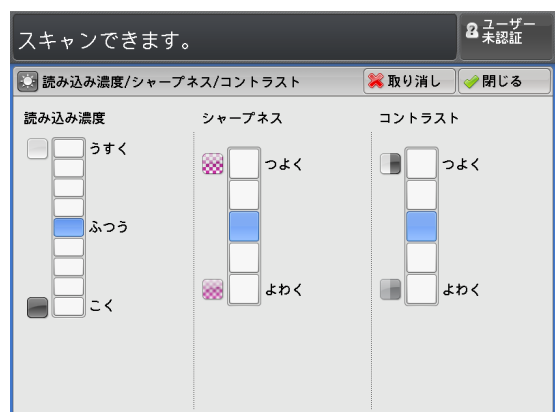 スキャンできます。
ユーザー
未認証
読み込み濃度/シャープネス/コントラスト
取り消し
閉じる
読み込み濃度
うすく
ふつう
こく
シャープネス
つよく
よわく
コントラスト
つよく
よわく